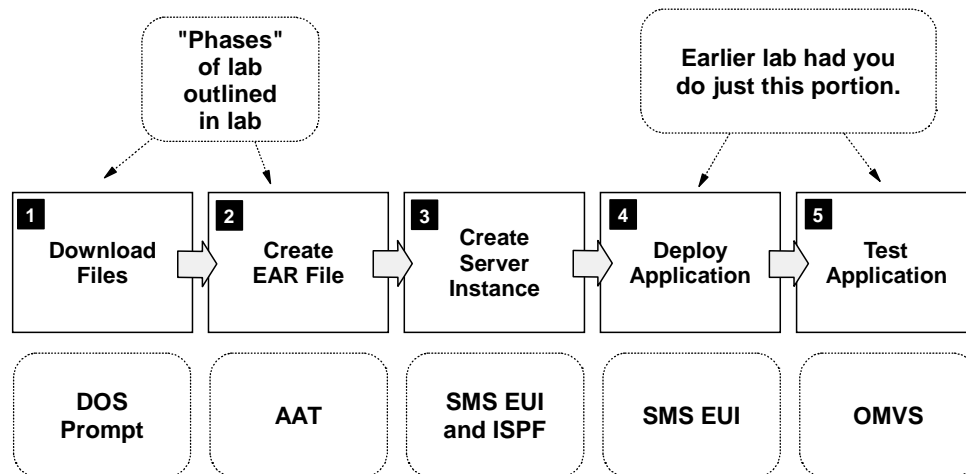 "Phases"
of lab
outlined
in lab
Earlier lab had you
do just this portion.
1
Download
Files
2
Create
EAR File
3
Create
Server
Instance
4
Deploy
Application
5
Test
Application
DOS
Prompt
AAT
SMS EUI
and ISPF
SMS EUI
OMVS